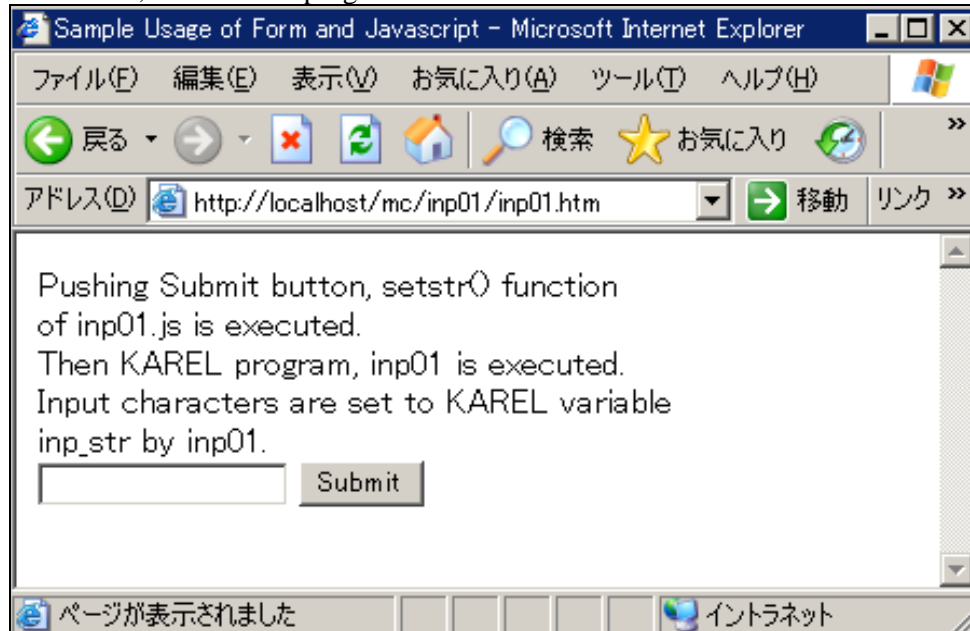 Sample Usage of Form and Javascript - Microsoft Internet Explorer
ファイル(F) 編集(E) 表示(V) お気に入り(A) ツール(T) ヘルプ(H)
戻る 検索 お気に入り »
アドレス(D) http://localhost/mc/inp01/inp01.htm 移動 リンク »
Pushing Submit button, setstr() function
of inp01.js is executed.
Then KAREL program, inp01 is executed.
Input characters are set to KAREL variable
inp_str by inp01.
Submit
ページが表示されました イントラネット